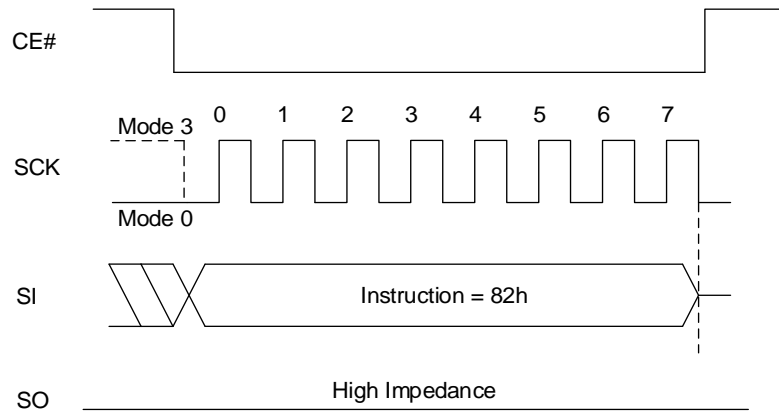 CE#
0 1 2 3 4 5 6 7
Mode 3
SCK
Mode 0
SI
Instruction = 82h
High Impedance
SO